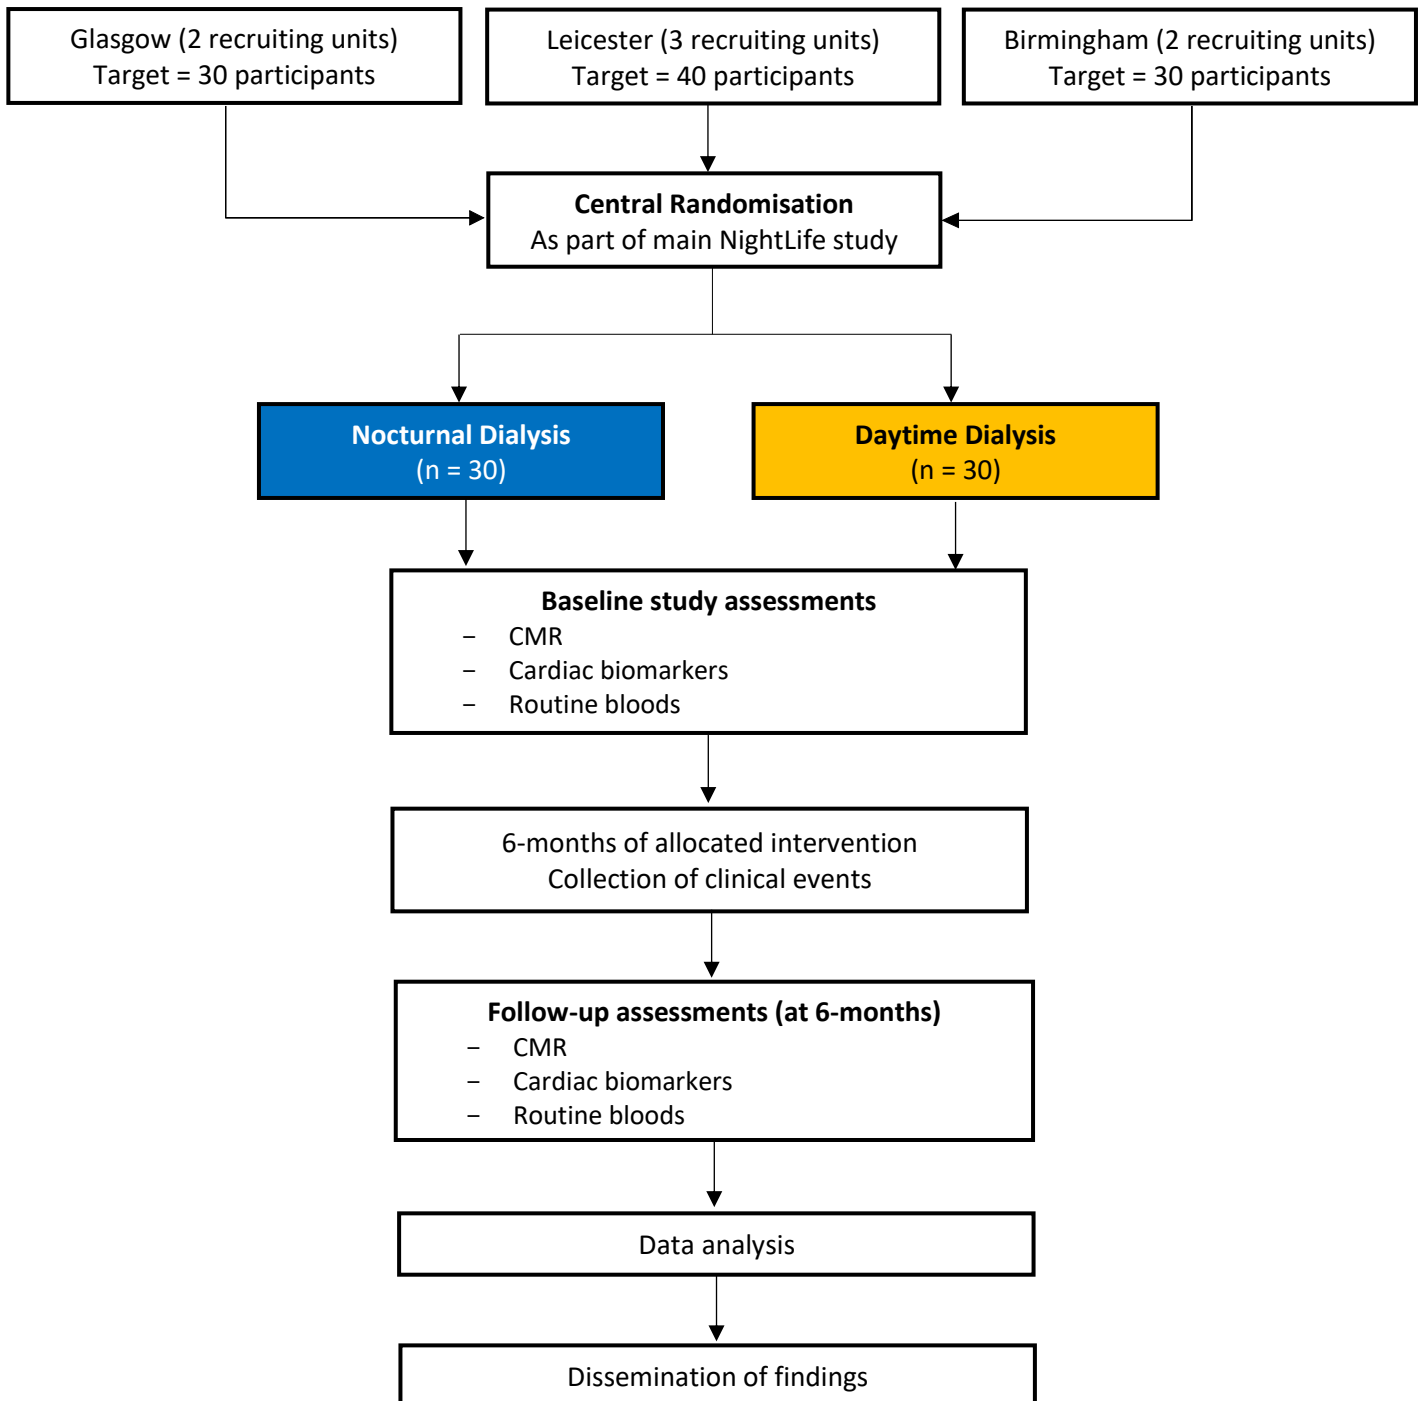 Glasgow (2 recruiting units)
Target = 30 participants
Leicester (3 recruiting units)
Target = 40 participants
Birmingham (2 recruiting units)
Target = 30 participants
Central Randomisation
As part of main NightLife study
Nocturnal Dialysis
(n = 30)
Daytime Dialysis
(n = 30)
Baseline study assessments
− CMR
− Cardiac biomarkers
− Routine bloods
6-months of allocated intervention
Collection of clinical events
Follow-up assessments (at 6-months)
− CMR
− Cardiac biomarkers
− Routine bloods
Data analysis
Dissemination of findings